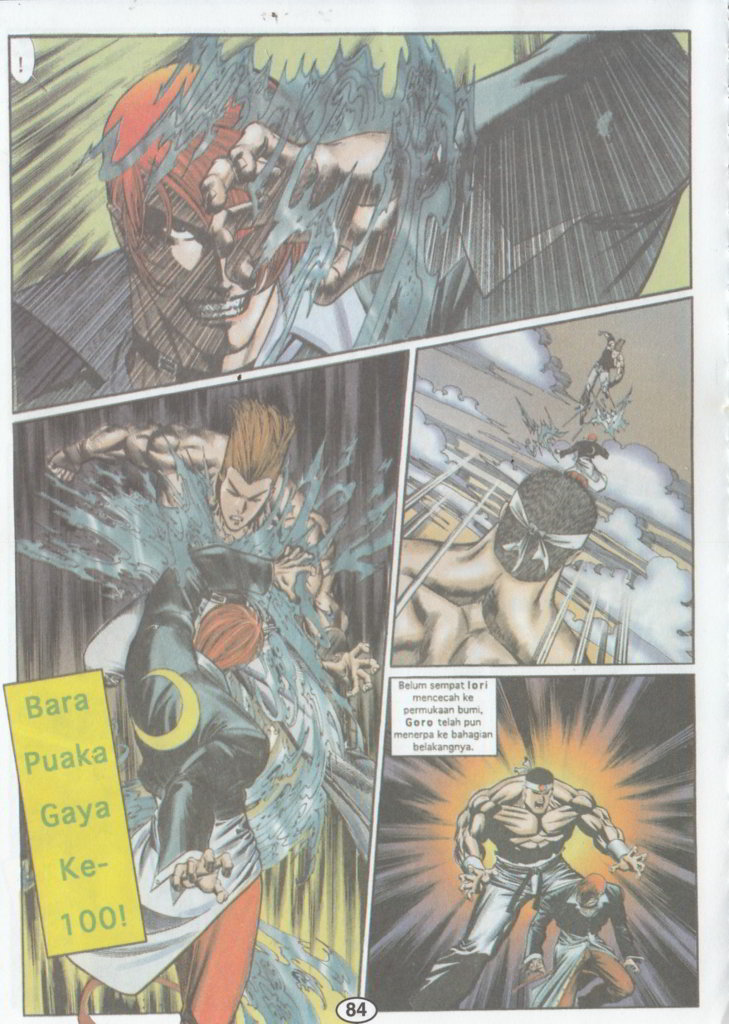 !
Bara
Puaka
Gaya
Ke-
100!
Belum sempat Iori
mencecah ke
permukaan bumi,
Goro telah pun
menerpa ke bahagian
belakangnya.
84